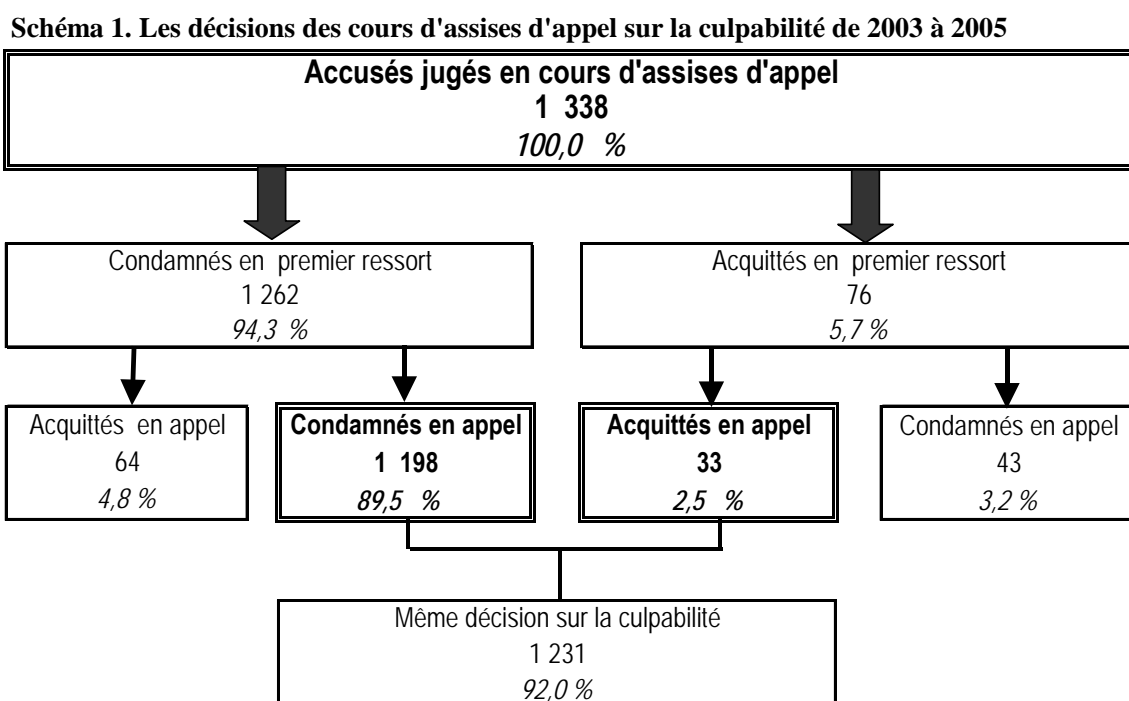 Schéma 1. Les décisions des cours d'assises d'appel sur la culpabilité de 2003 à 2005
Accusés jugés en cours d'assises d'appel
1 338
100,0 %
Condamnés en premier ressort
1 262
94,3 %
Acquittés en premier ressort
76
5,7 %
Acquittés en appel
64
4,8 %
Condamnés en appel
1 198
89,5 %
Acquittés en appel
33
2,5 %
Condamnés en appel
43
3,2 %
Même décision sur la culpabilité
1 231
92,0 %